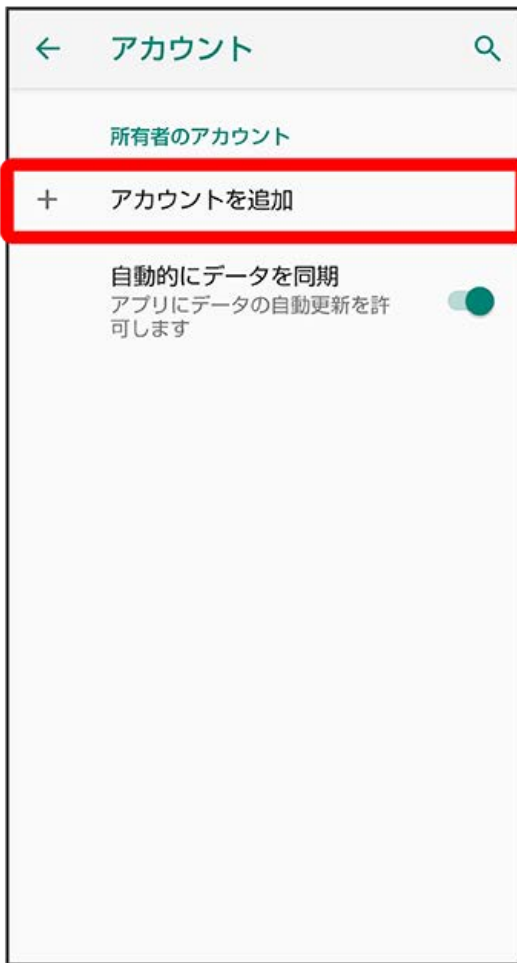 アカウント
所有者のアカウント
アカウントを追加
自動的にデータを同期
アプリにデータの自動更新を許
可します